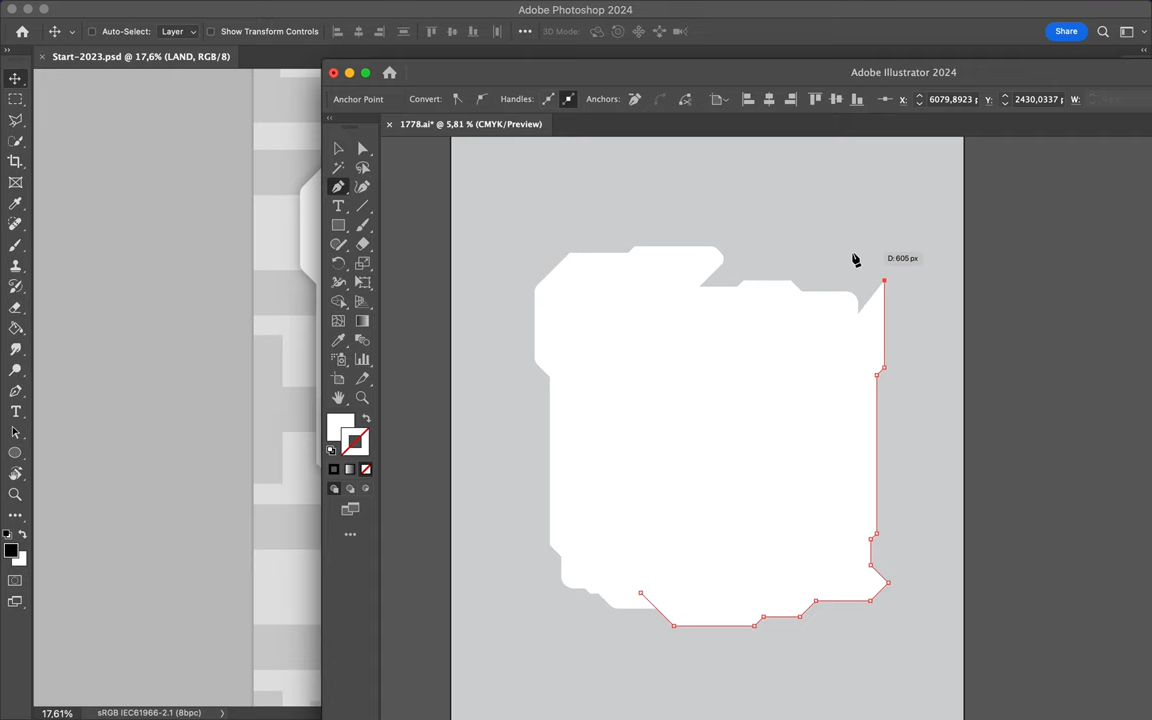 Adobe Photoshop 2024
Auto-Select: Layer Show Transform Controls 3D Mode: Share
× Start-2023.psd @ 17,6% (LAND, RGB/8)
Adobe Illustrator 2024
Anchor Point Convert: Handles: Anchors: X: 6079,8923 Y: 2430,0337 W:
× 1778.ai* @ 5,81 % (CMYK/Preview)
D: 605 px
17,61% sRGB IEC61966-2.1 (8bpc)